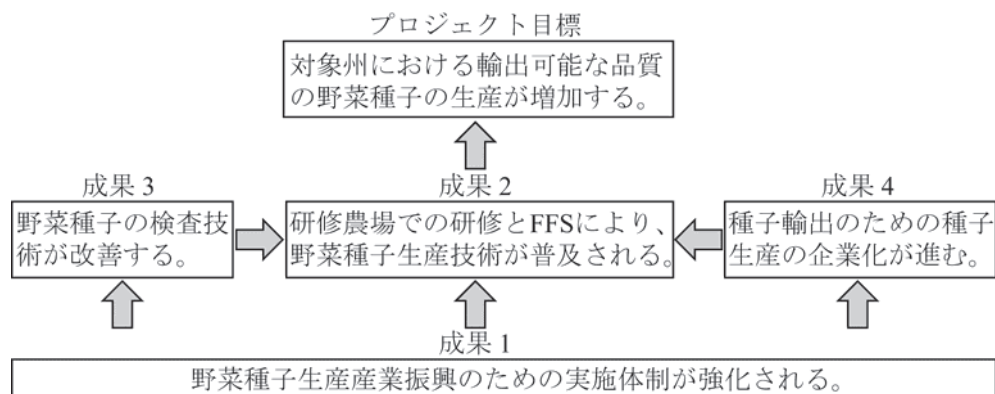 プロジェクト目標
対象州における輸出可能な品質
の野菜種子の生産が増加する。
成果 3
野菜種子の検査技
術が改善する。
成果 2
研修農場での研修とFFSにより、
野菜種子生産技術が普及される。
成果 4
種子輸出のための種子
生産の企業化が進む。
成果 1
野菜種子生産産業振興のための実施体制が強化される。